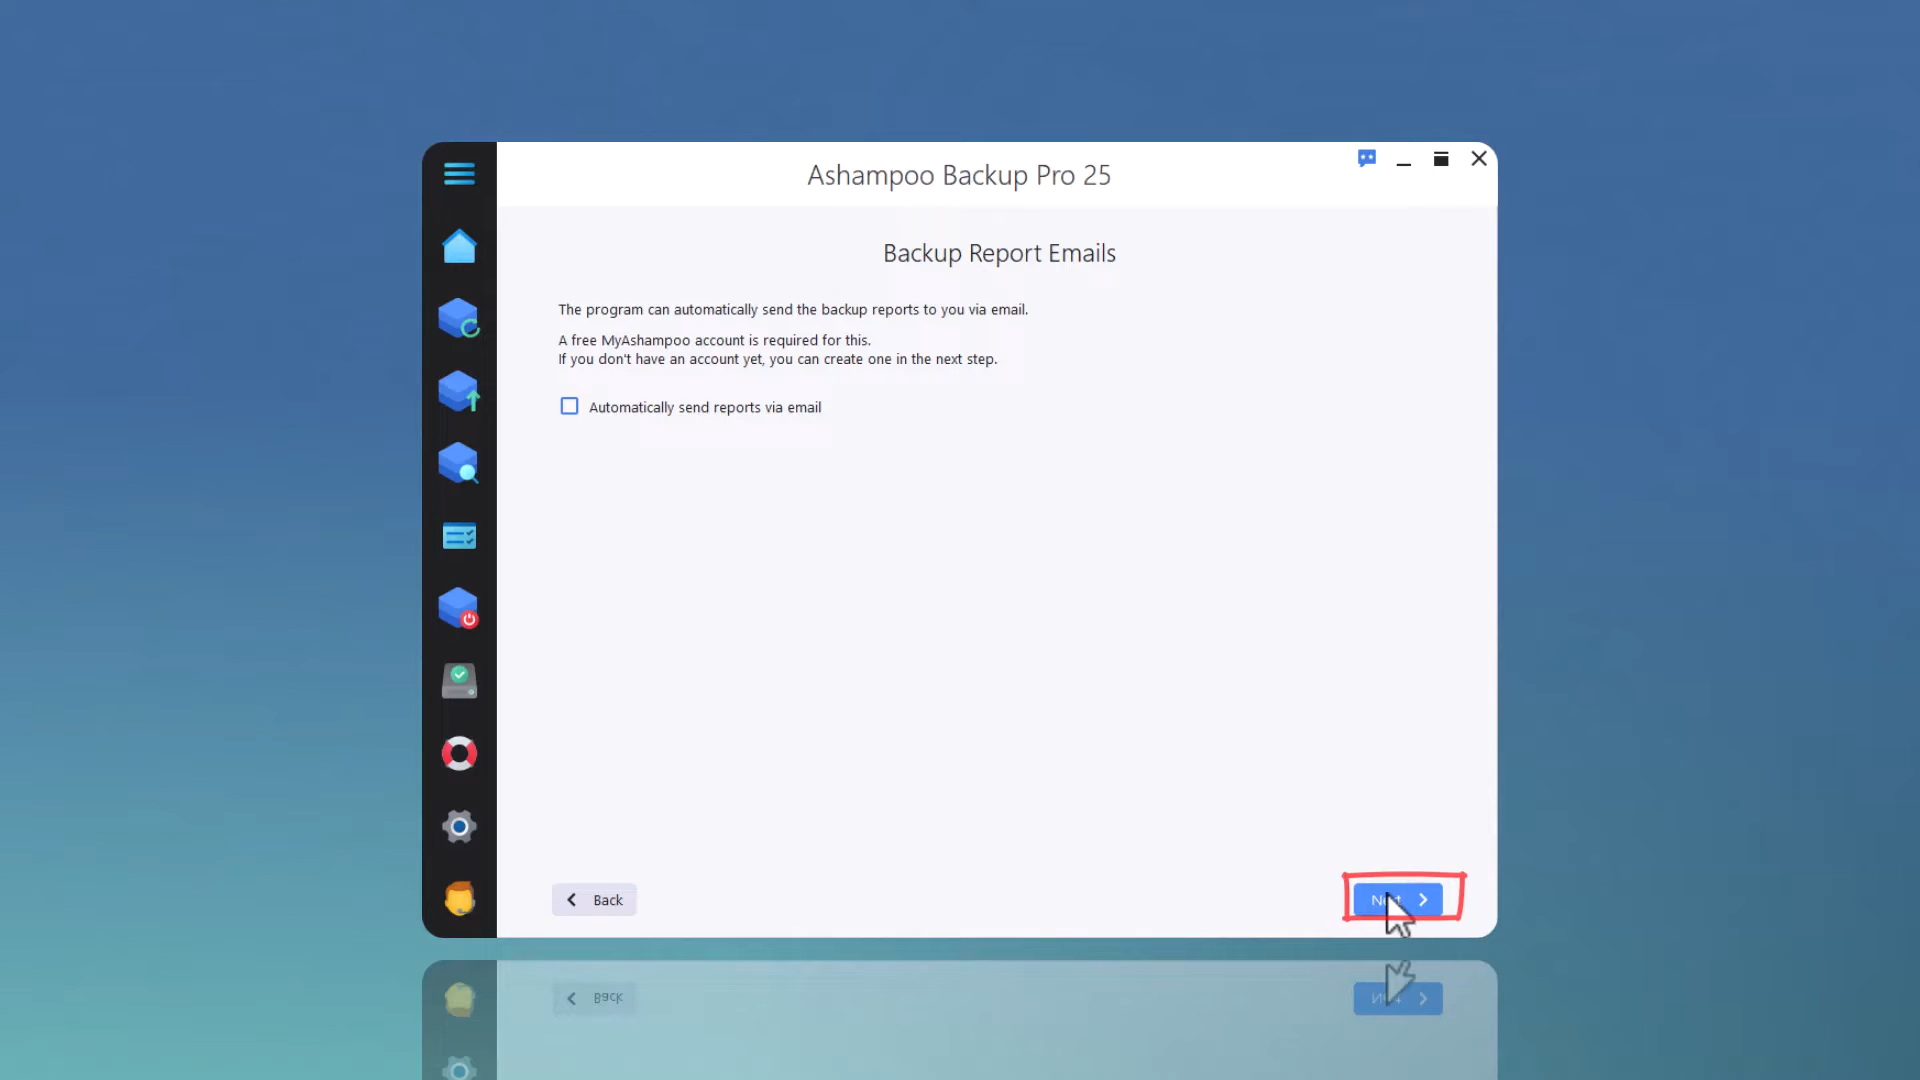 Ashampoo Backup Pro 25
Backup Report Emails
The program can automatically send the backup reports to you via email.
A free MyAshampoo account is required for this.
If you don't have an account yet, you can create one in the next step.
Automatically send reports via email
Back
Next